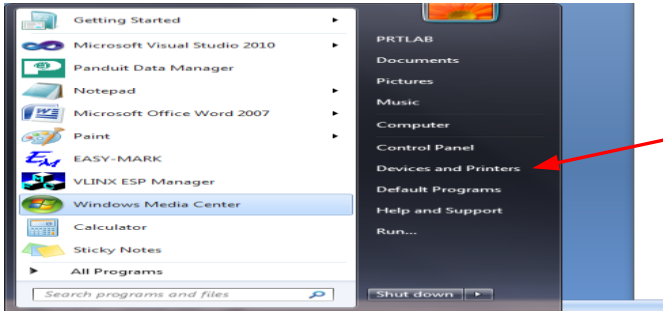 Getting Started
Microsoft Visual Studio 2010
Panduit Data Manager
Notepad
Microsoft Office Word 2007
Paint
EASY-MARK
VLINX ESP Manager
Windows Media Center
Calculator
Sticky Notes
All Programs
Search programs and files
PRTLAB
Documents
Pictures
Music
Computer
Control Panel
Devices and Printers
Default Programs
Help and Support
Run...
Shut down